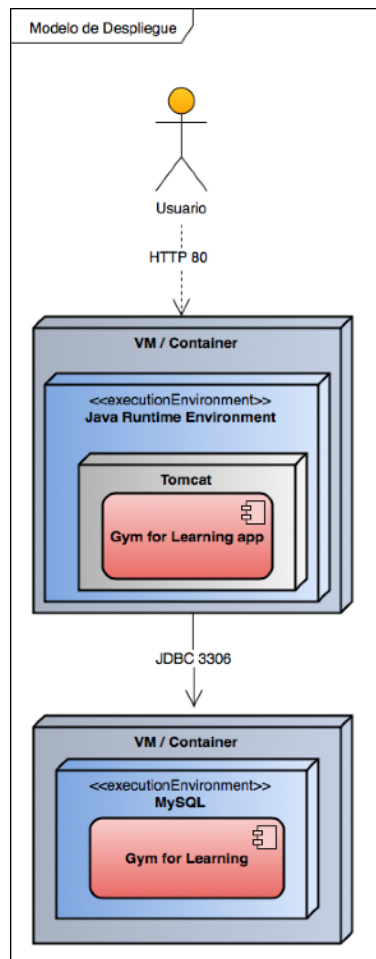 Modelo de Despliegue
Usuario
HTTP 80
VM / Container
<<executionEnvironment>>
Java Runtime Environment
Tomcat
Gym for Learning app
JDBC 3306
VM / Container
<<executionEnvironment>>
MySQL
Gym for Learning